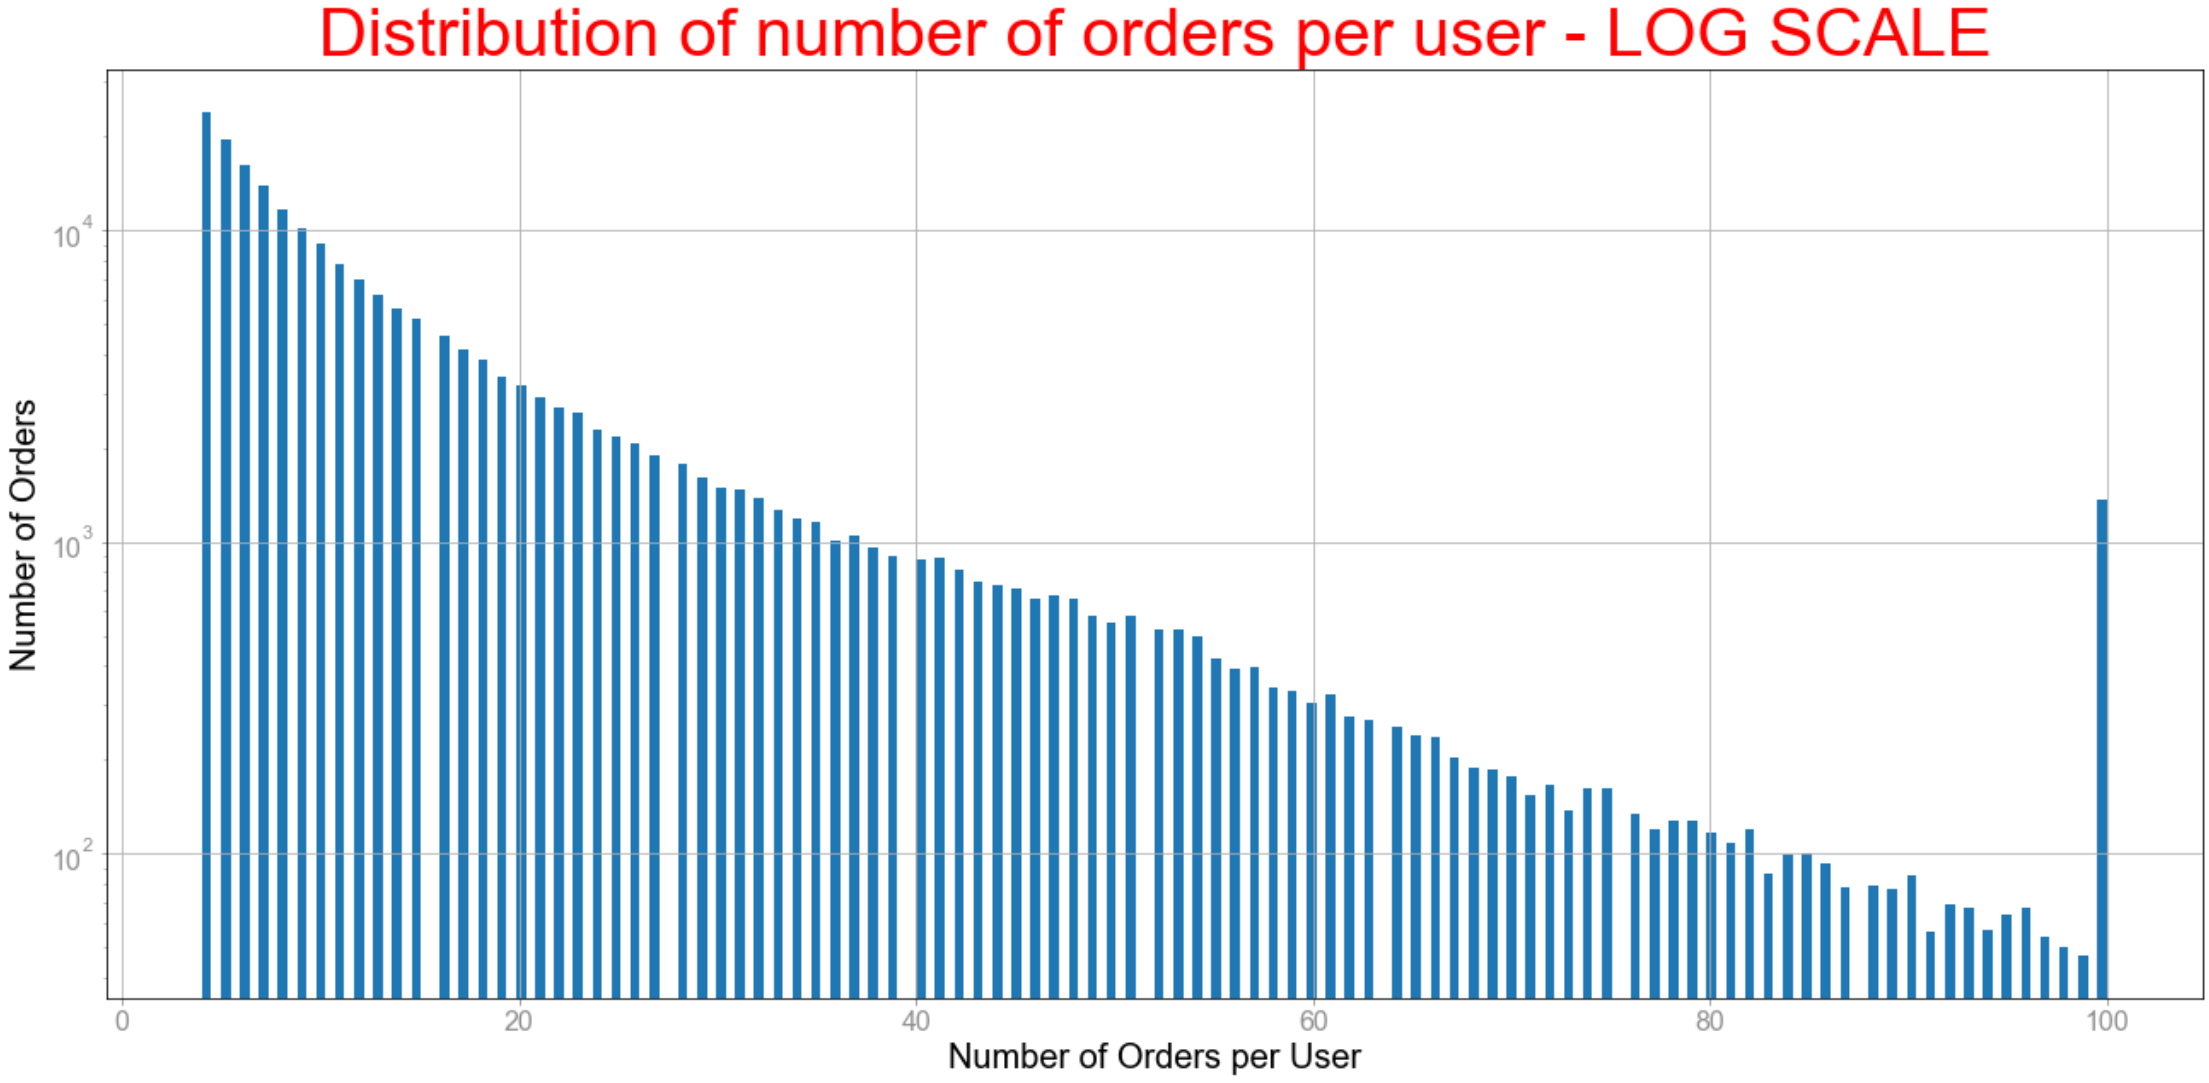 Distribution of number of orders per user - LOG SCALE
Number of Orders
10^4
10^3
10^2
0 20 40 60 80 100
Number of Orders per User